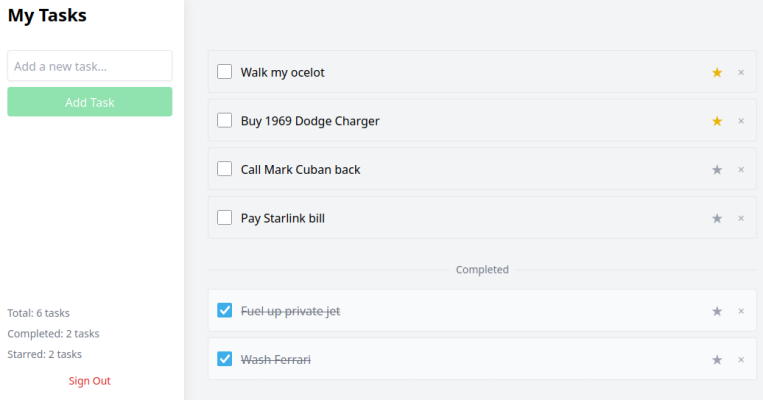 My Tasks
Add a new task...
Add Task
Total: 6 tasks
Completed: 2 tasks
Starred: 2 tasks
Sign Out
Walk my ocelot ★ ×
Buy 1969 Dodge Charger ★ ×
Call Mark Cuban back ★ ×
Pay Starlink bill ★ ×
Completed
Fuel up private jet ★ ×
Wash Ferrari ★ ×